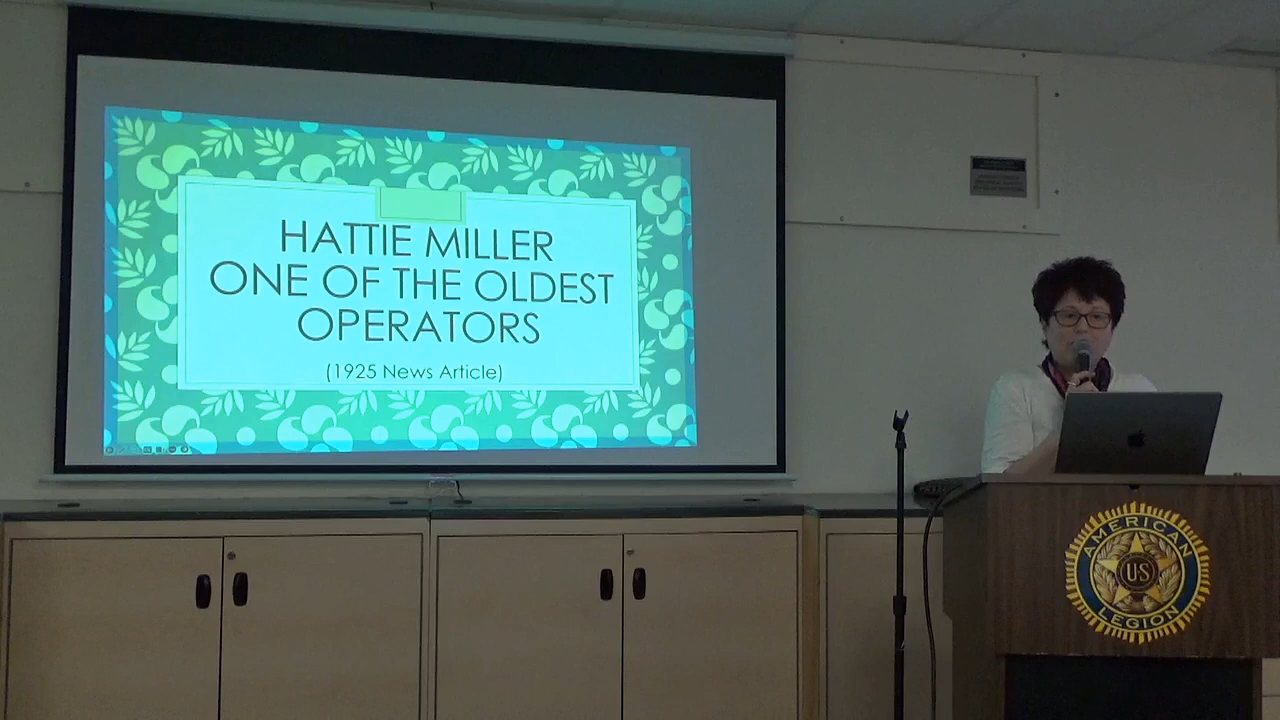 HATTIE MILLER
ONE OF THE OLDEST
OPERATORS
(1925 News Article)
AMERICAN
US
LEGION